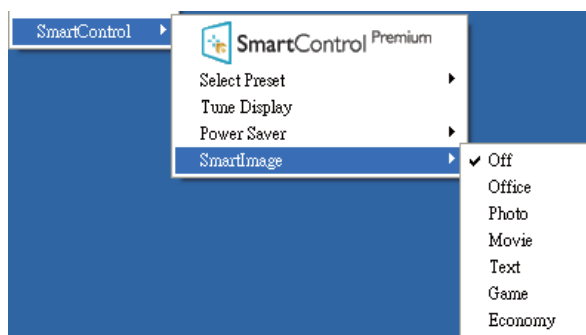 SmartControl
SmartControl Premium
Select Preset
Tune Display
Power Saver
SmartImage
Off
Office
Photo
Movie
Text
Game
Economy